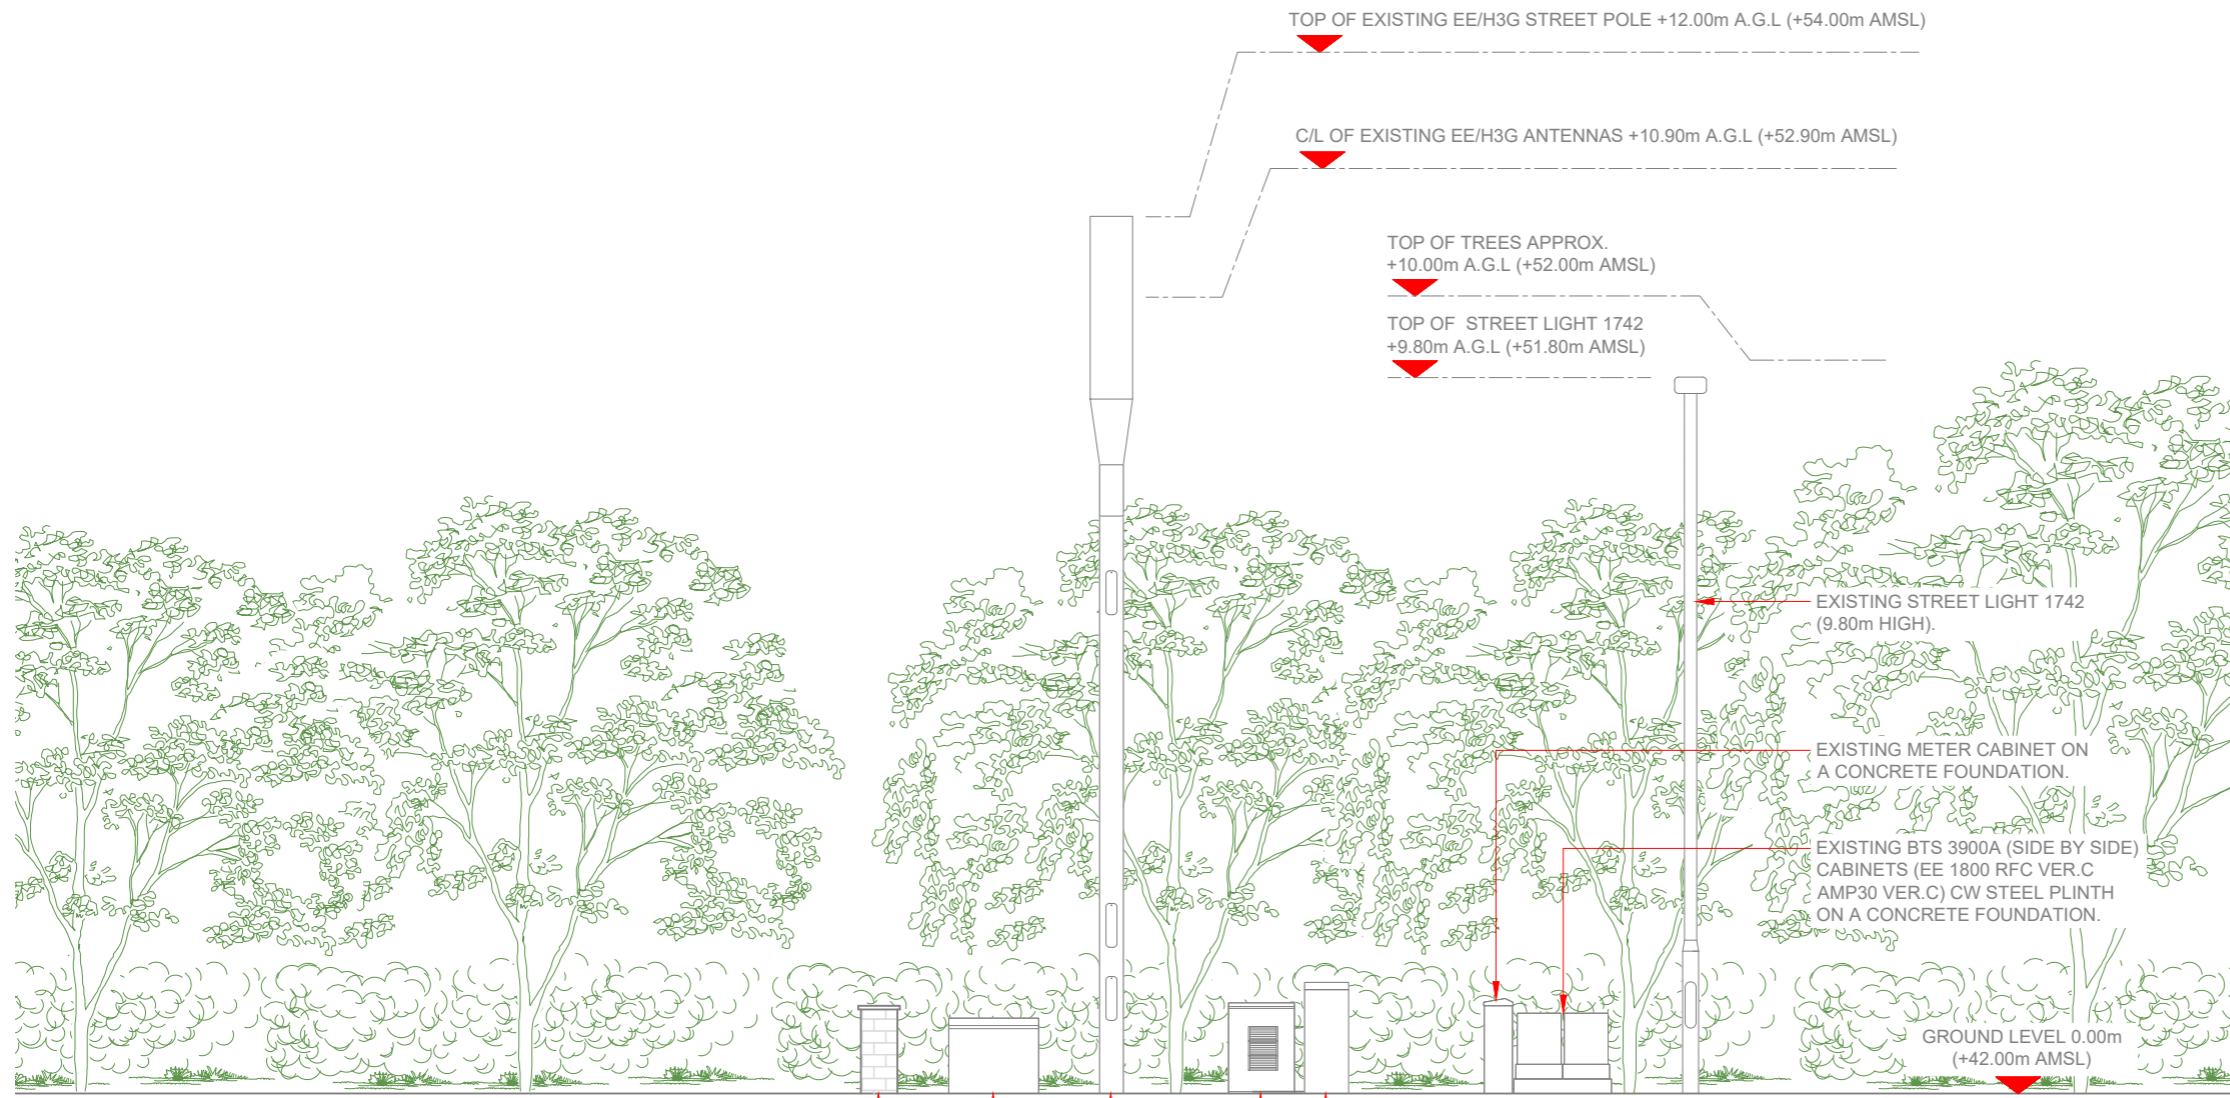 TOP OF EXISTING EE/H3G STREET POLE +12.00m A.G.L (+54.00m AMSL)
C/L OF EXISTING EE/H3G ANTENNAS +10.90m A.G.L (+52.90m AMSL)
TOP OF TREES APPROX.
+10.00m A.G.L (+52.00m AMSL)
TOP OF STREET LIGHT 1742
+9.80m A.G.L (+51.80m AMSL)
EXISTING STREET LIGHT 1742
(9.80m HIGH).
EXISTING METER CABINET ON
A CONCRETE FOUNDATION.
EXISTING BTS 3900A (SIDE BY SIDE)
CABINETS (EE 1800 RFC VER.C
AMP30 VER.C) CW STEEL PLINTH
ON A CONCRETE FOUNDATION.
GROUND LEVEL 0.00m
(+42.00m AMSL)